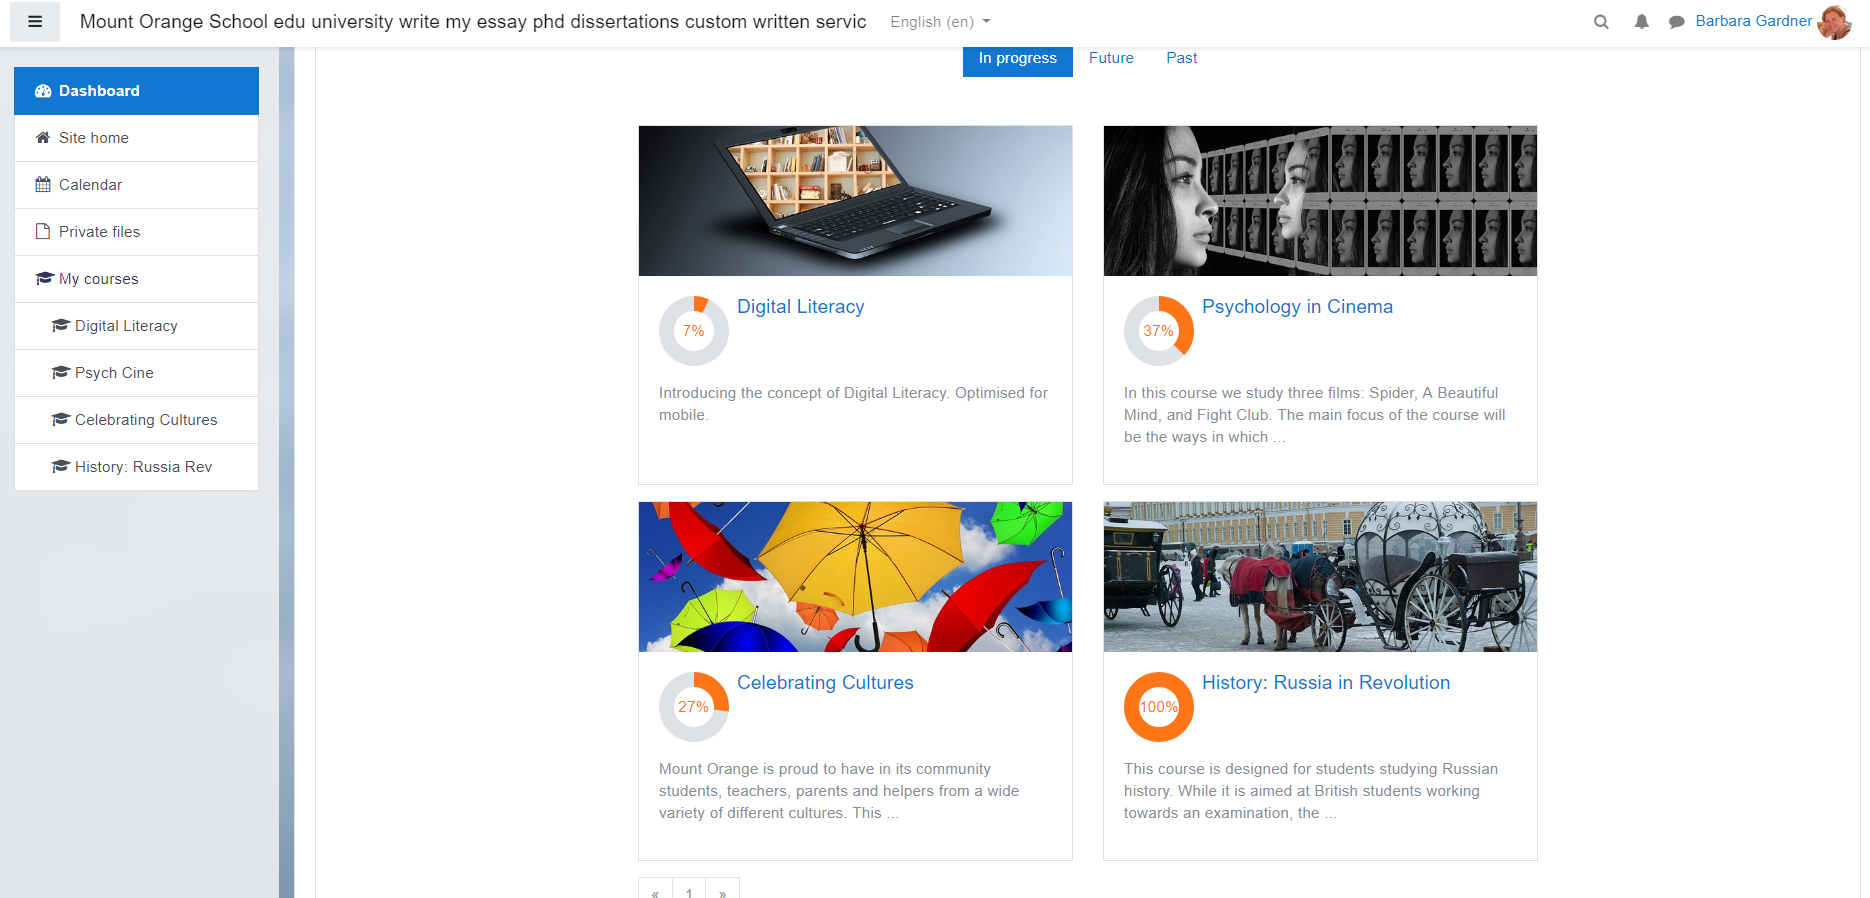 Mount Orange School edu university write my essay phd dissertations custom written servic
English (en)
Barbara Gardner
Dashboard
Site home
Calendar
Private files
My courses
Digital Literacy
Psych Cine
Celebrating Cultures
History: Russia Rev
In progress
Future
Past
7%
Digital Literacy
Introducing the concept of Digital Literacy. Optimised for
mobile.
37%
Psychology in Cinema
In this course we study three films: Spider, A Beautiful
Mind, and Fight Club. The main focus of the course will
be the ways in which ...
27%
Celebrating Cultures
Mount Orange is proud to have in its community
students, teachers, parents and helpers from a wide
variety of different cultures. This ...
100%
History: Russia in Revolution
This course is designed for students studying Russian
history. While it is aimed at British students working
towards an examination, the ...
« 1 »